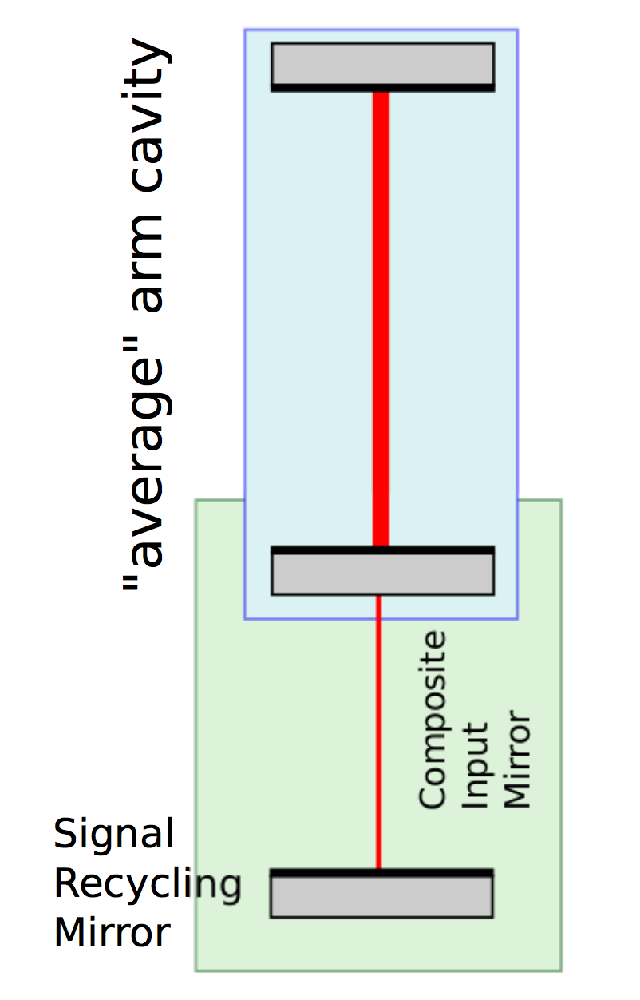 "average" arm cavity
Composite
Input
Mirror
Signal
Recycling
Mirror